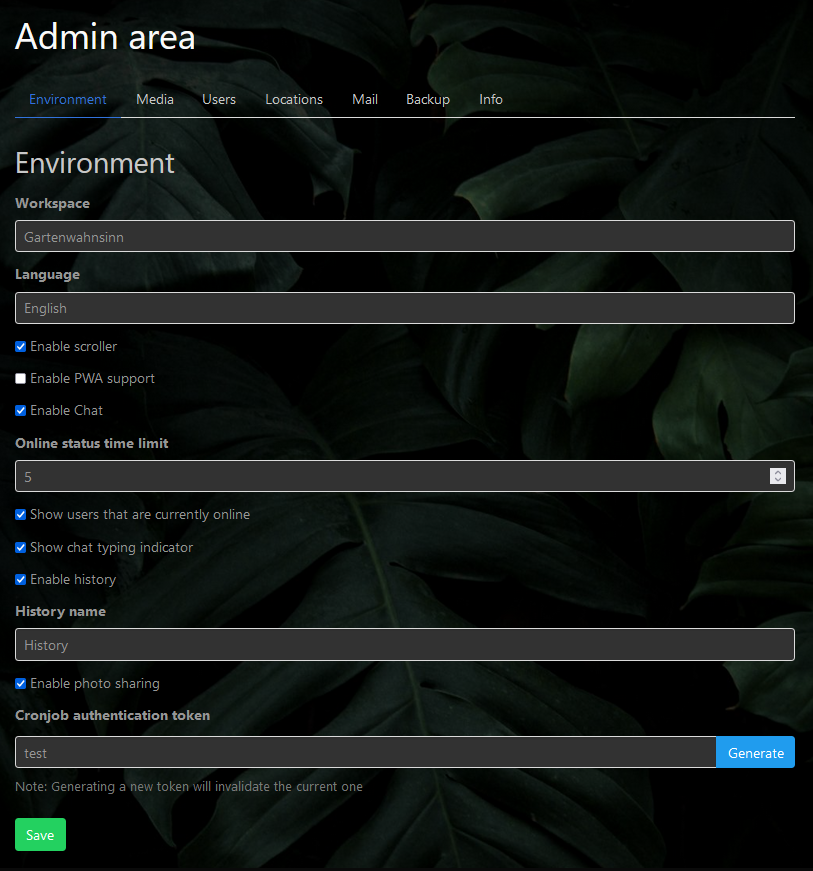 Admin area
Environment Media Users Locations Mail Backup Info
Environment
Workspace
Gartenwahnsinn
Language
English
Enable scroller
Enable PWA support
Enable Chat
Online status time limit
5
Show users that are currently online
Show chat typing indicator
Enable history
History name
History
Enable photo sharing
Cronjob authentication token
test Generate
Note: Generating a new token will invalidate the current one
Save